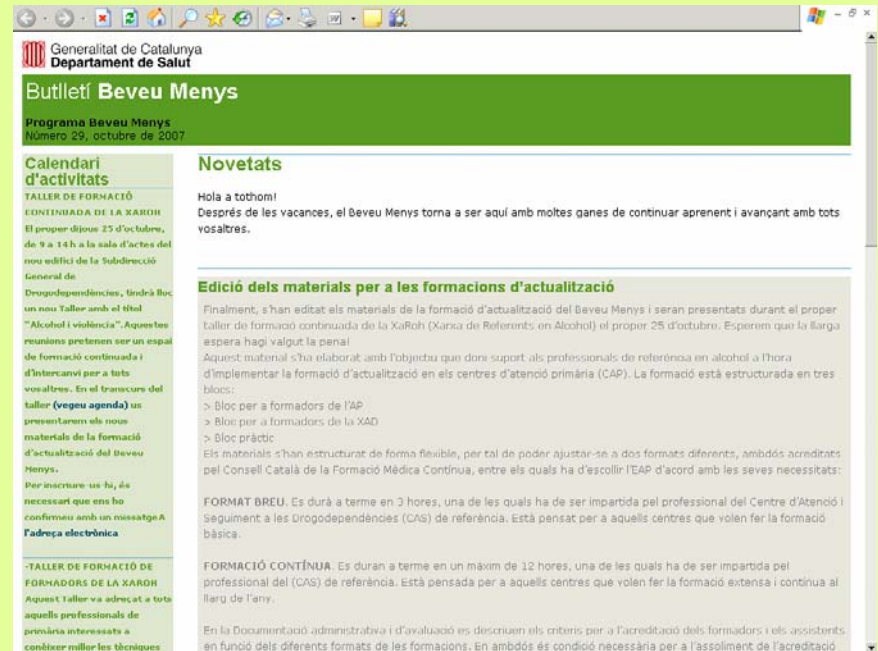 Generalitat de Catalunya
Departament de Salut
Butlletí Beveu Menys
Programa Beveu Menys
Número 29, octubre de 2007
Calendari
d'activitats
TALLER DE FORMACIÓ
CONTINUADA DE LA XAROH
El proper dijous 25 d'octubre,
de 9 a 14 h a la sala d'actes del
nou edifici de la Subdirecció
General de
Drogodependències, tindrà lloc
un nou Taller amb el títol
"Alcohol i violència".Aquestes
reunions pretenen ser un espai
de formació continuada i
d'intercanvi per a tots
vosaltres. En el transcurs del
taller (vegeu agenda) us
presentarem els nous
materials de la formació
d'actualització del Beveu
Menys.
Per inscriure-us-hi, és
necessari que ens ho
confirmeu amb un missatgeA
l'adreça electrònica
-TALLER DE FORMACIÓ DE
FORMADORS DE LA XAROH
Aquest Taller va adreçat a tots
aquells professionals de
primària interessats a
conèixer millor les tècniques
Novetats
Hola a tothom!
Després de les vacances, el Beveu Menys torna a ser aquí amb moltes ganes de continuar aprenent i avançant amb tots
vosaltres.
Edició dels materials per a les formacions d'actualització
Finalment, s'han editat els materials de la formació d'actualització del Beveu Menys i seran presentats durant el proper
taller de formació continuada de la XaRoh (Xarxa de Referents en Alcohol) el proper 25 d'octubre. Esperem que la llarga
espera hagi valgut la pena!
Aquest material s'ha elaborat amb l'objectiu que doni suport als professionals de referència en alcohol a l'hora
d'implementar la formació d'actualització en els centres d'atenció primària (CAP). La formació està estructurada en tres
blocs:
> Bloc per a formadors de l'AP
> Bloc per a formadors de la XAD
> Bloc pràctic
Els materials s'han estructurat de forma flexible, per tal de poder ajustar-se a dos formats diferents, ambdós acreditats
pel Consell Català de la Formació Mèdica Contínua, entre els quals ha d'escollir l'EAP d'acord amb les seves necessitats:
FORMAT BREU. Es durà a terme en 3 hores, una de les quals ha de ser impartida pel professional del Centre d'Atenció i
Seguiment a les Drogodependències (CAS) de referència. Està pensat per a aquells centres que volen fer la formació
bàsica.
FORMACIÓ CONTÍNUA. Es duran a terme en un màxim de 12 hores, una de les quals ha de ser impartida pel
professional del (CAS) de referència. Està pensada per a aquells centres que volen fer la formació extensa i contínua al
llarg de l'any.
En la Documentació administrativa i d'avaluació es descriuen els criteris per a l'acreditació dels formadors i els assistents
en funció dels diferents formats de les formacions. En ambdós és condició necessària per a l'assoliment de l'acreditació